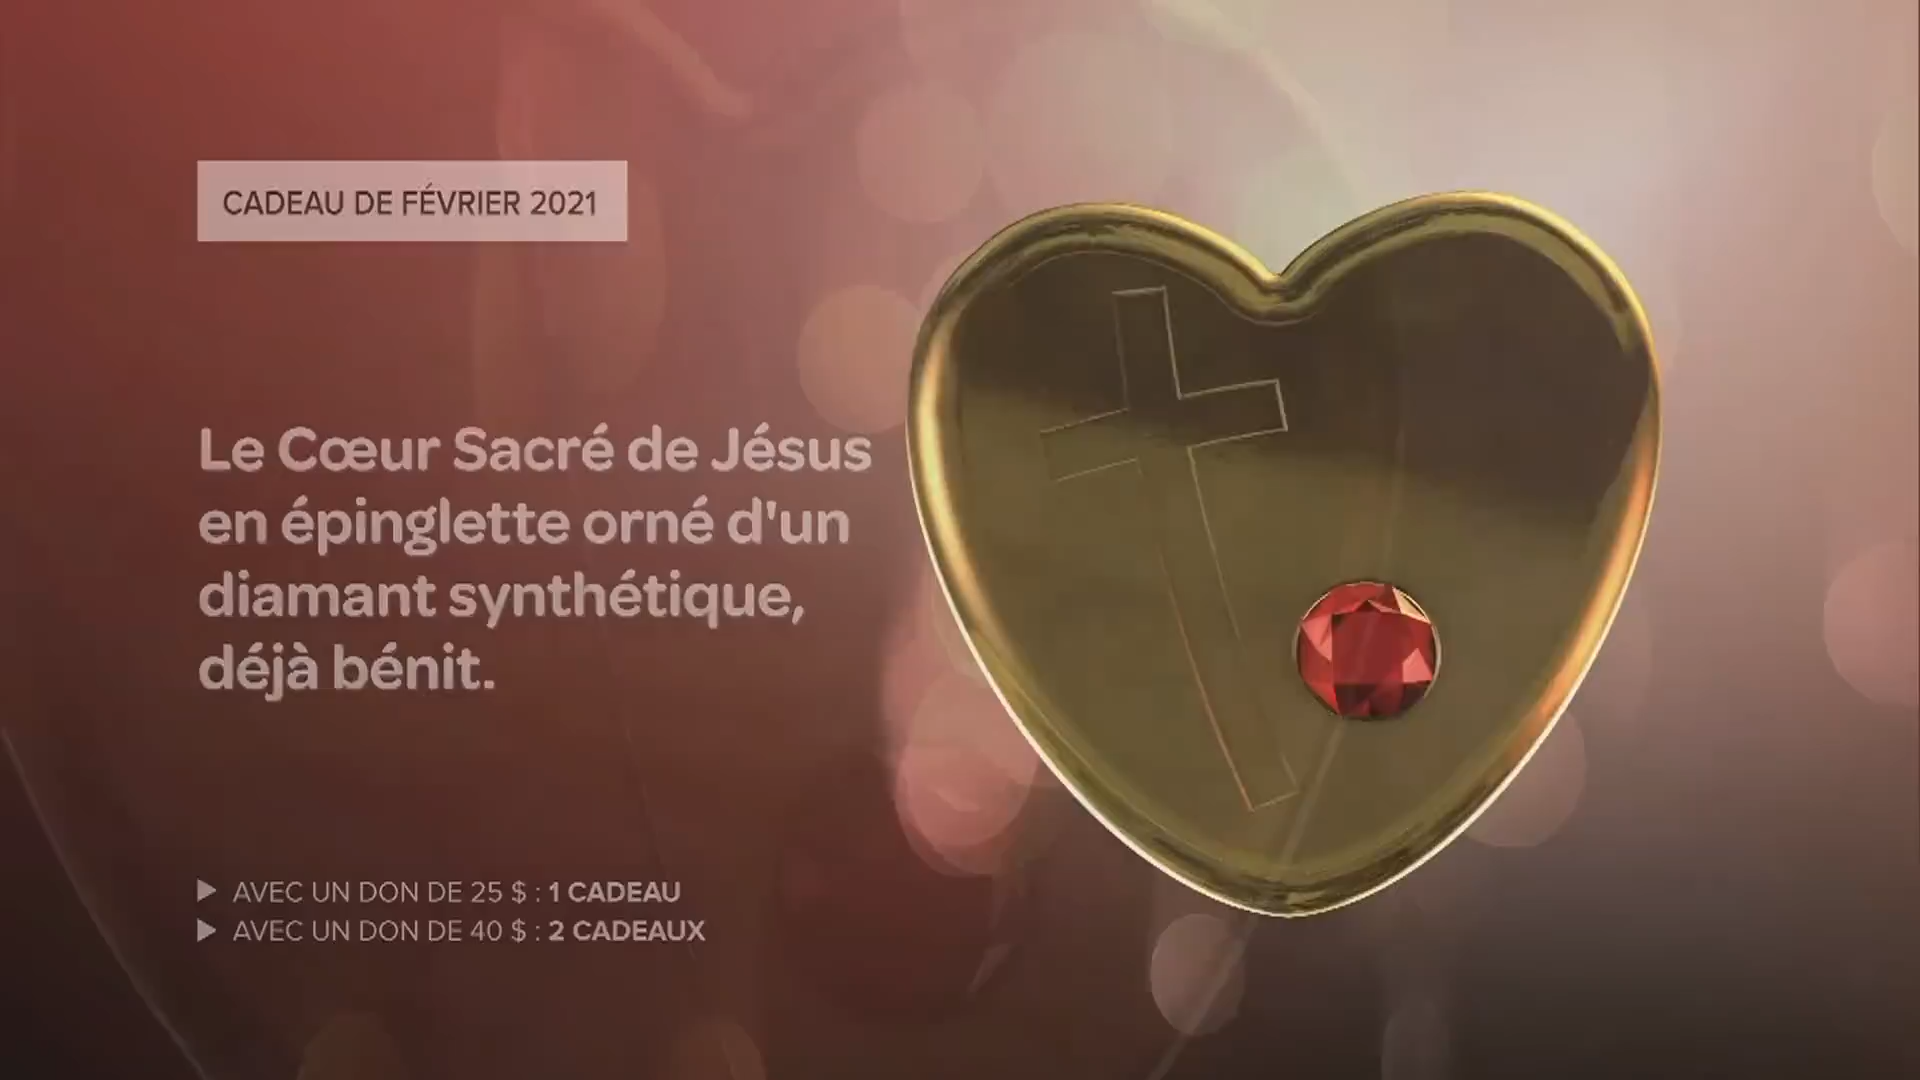 CADEAU DE FÉVRIER 2021
Le Cœur Sacré de Jésus
en épinglette orné d'un
diamant synthétique,
déjà bénit.
▶ AVEC UN DON DE 25 $ : 1 CADEAU
▶ AVEC UN DON DE 40 $ : 2 CADEAUX